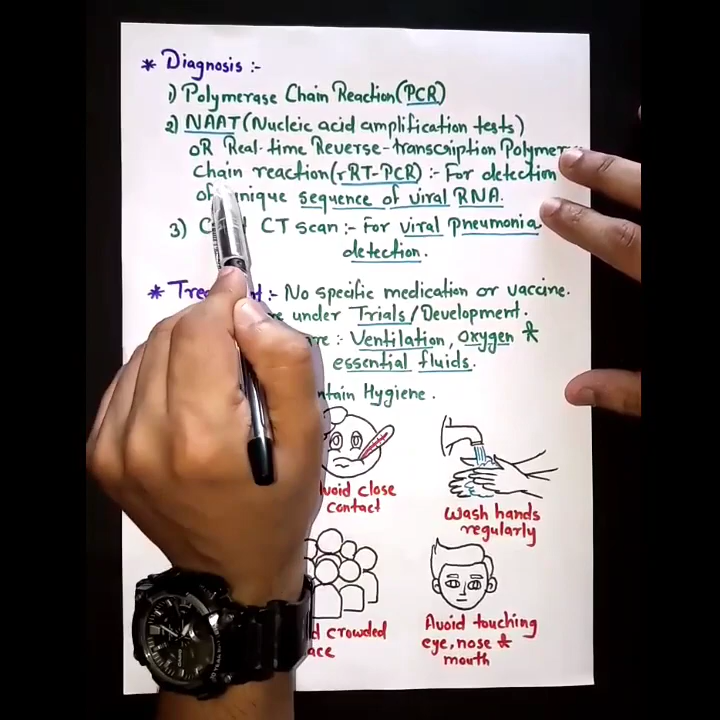 * Diagnosis :-
1) Polymerase Chain Reaction (PCR)
2) NAAT (Nucleic acid amplification tests)
OR Real-time Reverse-transcription Polymer
Chain reaction (rRT-PCR) :- For detection
of unique sequence of viral RNA.
3) CT scan :- For viral pneumonia
detection.
* :- No specific medication or vaccine.
under Trials/Development.
:- Ventilation, Oxygen &
essential fluids.
Hygiene.
Avoid close
contact
Wash hands
regularly
crowded
Avoid touching
eye, nose &
mouth
CASIO